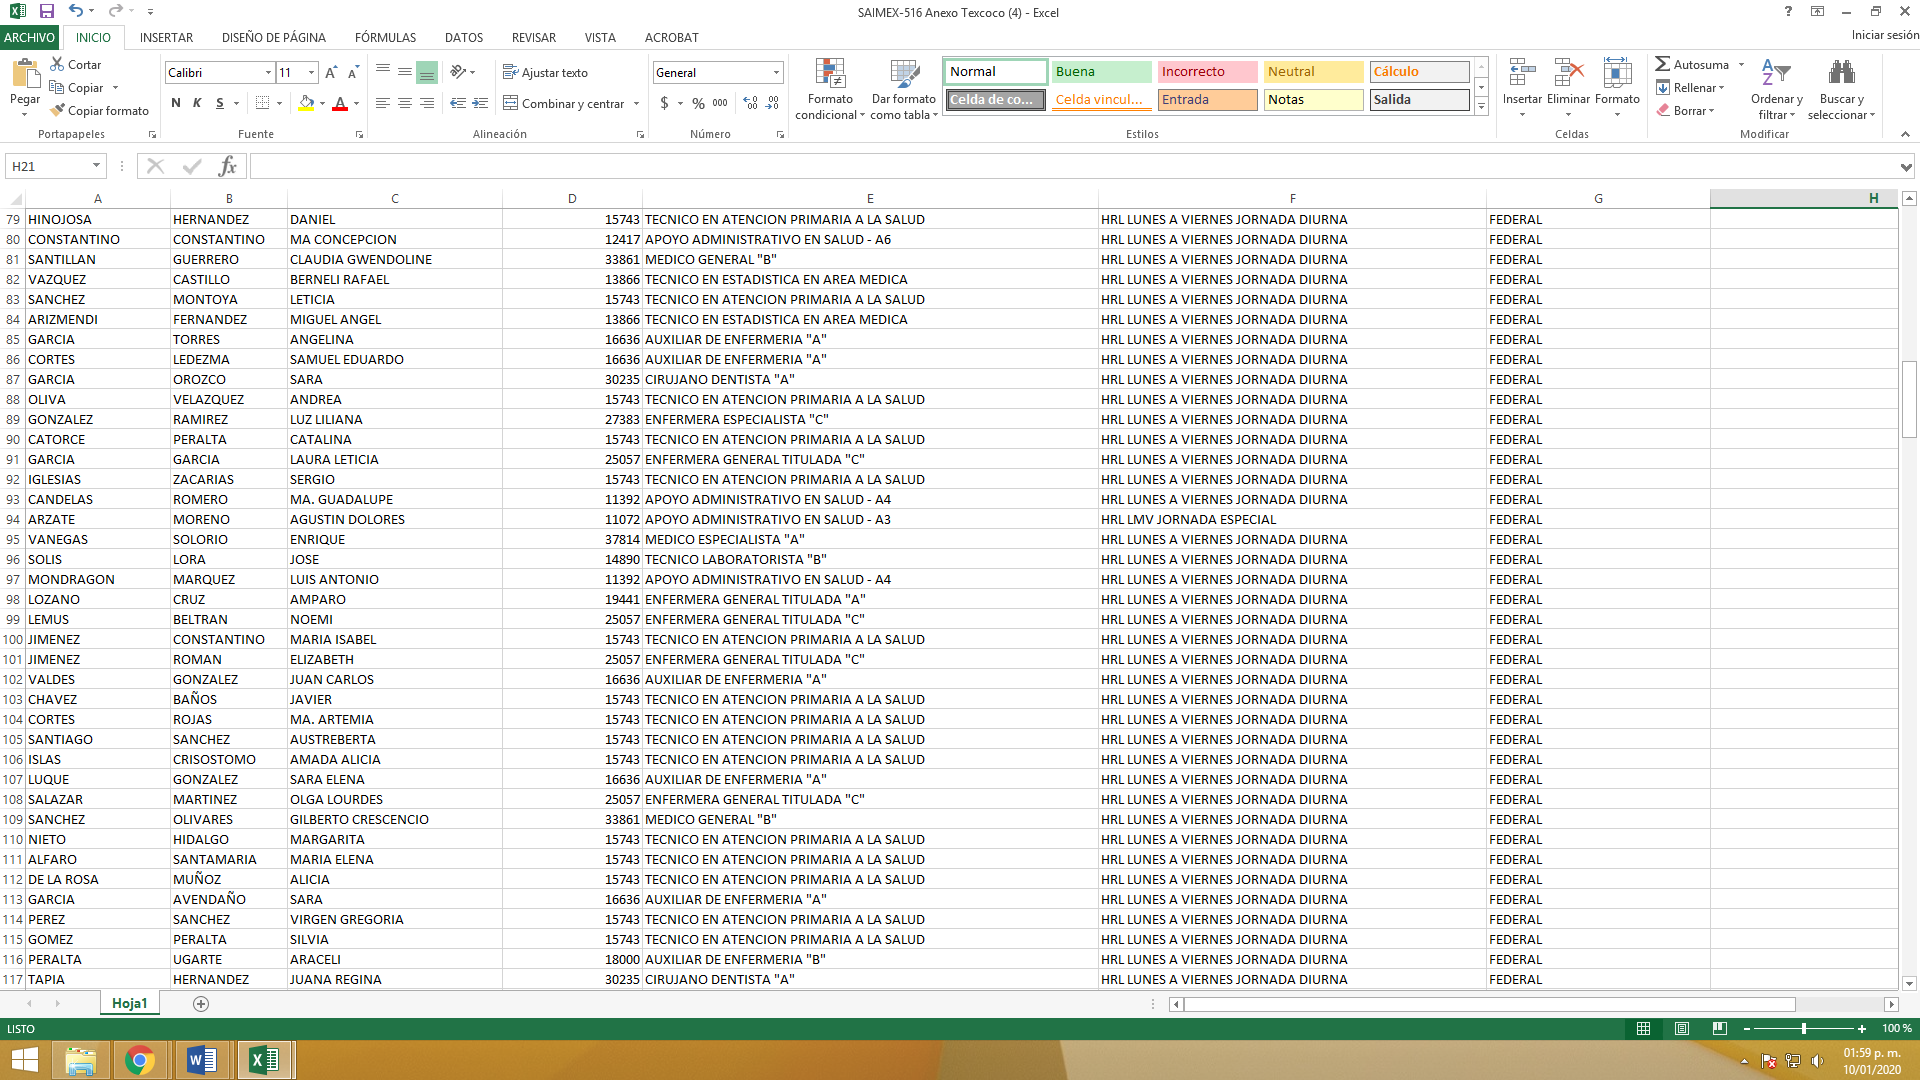 SAIMEX-516 Anexo Texcoco (4) - Excel
ARCHIVO INICIO INSERTAR DISEÑO DE PÁGINA FÓRMULAS DATOS REVISAR VISTA ACROBAT Iniciar sesión
Pegar Cortar Copiar Copiar formato Portapapeles
Calibri 11 N K S Fuente
Ajustar texto Combinar y centrar Alineación
General $ % 000 Número
Formato condicional Dar formato como tabla
Normal Buena Incorrecto Neutral Cálculo
Celda de co... Celda vincul... Entrada Notas Salida
Estilos
Insertar Eliminar Formato Celdas
Autosuma Rellenar Borrar Ordenar y filtrar Buscar y seleccionar Modificar
H21 fx
A B C D E F G H
79 HINOJOSA HERNANDEZ DANIEL 15743 TECNICO EN ATENCION PRIMARIA A LA SALUD HRL LUNES A VIERNES JORNADA DIURNA FEDERAL
80 CONSTANTINO CONSTANTINO MA CONCEPCION 12417 APOYO ADMINISTRATIVO EN SALUD - A6 HRL LUNES A VIERNES JORNADA DIURNA FEDERAL
81 SANTILLAN GUERRERO CLAUDIA GWENDOLINE 33861 MEDICO GENERAL "B" HRL LUNES A VIERNES JORNADA DIURNA FEDERAL
82 VAZQUEZ CASTILLO BERNELI RAFAEL 13866 TECNICO EN ESTADISTICA EN AREA MEDICA HRL LUNES A VIERNES JORNADA DIURNA FEDERAL
83 SANCHEZ MONTOYA LETICIA 15743 TECNICO EN ATENCION PRIMARIA A LA SALUD HRL LUNES A VIERNES JORNADA DIURNA FEDERAL
84 ARIZMENDI FERNANDEZ MIGUEL ANGEL 13866 TECNICO EN ESTADISTICA EN AREA MEDICA HRL LUNES A VIERNES JORNADA DIURNA FEDERAL
85 GARCIA TORRES ANGELINA 16636 AUXILIAR DE ENFERMERIA "A" HRL LUNES A VIERNES JORNADA DIURNA FEDERAL
86 CORTES LEDEZMA SAMUEL EDUARDO 16636 AUXILIAR DE ENFERMERIA "A" HRL LUNES A VIERNES JORNADA DIURNA FEDERAL
87 GARCIA OROZCO SARA 30235 CIRUJANO DENTISTA "A" HRL LUNES A VIERNES JORNADA DIURNA FEDERAL
88 OLIVA VELAZQUEZ ANDREA 15743 TECNICO EN ATENCION PRIMARIA A LA SALUD HRL LUNES A VIERNES JORNADA DIURNA FEDERAL
89 GONZALEZ RAMIREZ LUZ LILIANA 27383 ENFERMERA ESPECIALISTA "C" HRL LUNES A VIERNES JORNADA DIURNA FEDERAL
90 CATORCE PERALTA CATALINA 15743 TECNICO EN ATENCION PRIMARIA A LA SALUD HRL LUNES A VIERNES JORNADA DIURNA FEDERAL
91 GARCIA GARCIA LAURA LETICIA 25057 ENFERMERA GENERAL TITULADA "C" HRL LUNES A VIERNES JORNADA DIURNA FEDERAL
92 IGLESIAS ZACARIAS SERGIO 15743 TECNICO EN ATENCION PRIMARIA A LA SALUD HRL LUNES A VIERNES JORNADA DIURNA FEDERAL
93 CANDELAS ROMERO MA. GUADALUPE 11392 APOYO ADMINISTRATIVO EN SALUD - A4 HRL LUNES A VIERNES JORNADA DIURNA FEDERAL
94 ARZATE MORENO AGUSTIN DOLORES 11072 APOYO ADMINISTRATIVO EN SALUD - A3 HRL LMV JORNADA ESPECIAL FEDERAL
95 VANEGAS SOLORIO ENRIQUE 37814 MEDICO ESPECIALISTA "A" HRL LUNES A VIERNES JORNADA DIURNA FEDERAL
96 SOLIS LORA JOSE 14890 TECNICO LABORATORISTA "B" HRL LUNES A VIERNES JORNADA DIURNA FEDERAL
97 MONDRAGON MARQUEZ LUIS ANTONIO 11392 APOYO ADMINISTRATIVO EN SALUD - A4 HRL LUNES A VIERNES JORNADA DIURNA FEDERAL
98 LOZANO CRUZ AMPARO 19441 ENFERMERA GENERAL TITULADA "A" HRL LUNES A VIERNES JORNADA DIURNA FEDERAL
99 LEMUS BELTRAN NOEMI 25057 ENFERMERA GENERAL TITULADA "C" HRL LUNES A VIERNES JORNADA DIURNA FEDERAL
100 JIMENEZ CONSTANTINO MARIA ISABEL 15743 TECNICO EN ATENCION PRIMARIA A LA SALUD HRL LUNES A VIERNES JORNADA DIURNA FEDERAL
101 JIMENEZ ROMAN ELIZABETH 25057 ENFERMERA GENERAL TITULADA "C" HRL LUNES A VIERNES JORNADA DIURNA FEDERAL
102 VALDES GONZALEZ JUAN CARLOS 16636 AUXILIAR DE ENFERMERIA "A" HRL LUNES A VIERNES JORNADA DIURNA FEDERAL
103 CHAVEZ BAÑOS JAVIER 15743 TECNICO EN ATENCION PRIMARIA A LA SALUD HRL LUNES A VIERNES JORNADA DIURNA FEDERAL
104 CORTES ROJAS MA. ARTEMIA 15743 TECNICO EN ATENCION PRIMARIA A LA SALUD HRL LUNES A VIERNES JORNADA DIURNA FEDERAL
105 SANTIAGO SANCHEZ AUSTREBERTA 15743 TECNICO EN ATENCION PRIMARIA A LA SALUD HRL LUNES A VIERNES JORNADA DIURNA FEDERAL
106 ISLAS CRISOSTOMO AMADA ALICIA 15743 TECNICO EN ATENCION PRIMARIA A LA SALUD HRL LUNES A VIERNES JORNADA DIURNA FEDERAL
107 LUQUE GONZALEZ SARA ELENA 16636 AUXILIAR DE ENFERMERIA "A" HRL LUNES A VIERNES JORNADA DIURNA FEDERAL
108 SALAZAR MARTINEZ OLGA LOURDES 25057 ENFERMERA GENERAL TITULADA "C" HRL LUNES A VIERNES JORNADA DIURNA FEDERAL
109 SANCHEZ OLIVARES GILBERTO CRESCENCIO 33861 MEDICO GENERAL "B" HRL LUNES A VIERNES JORNADA DIURNA FEDERAL
110 NIETO HIDALGO MARGARITA 15743 TECNICO EN ATENCION PRIMARIA A LA SALUD HRL LUNES A VIERNES JORNADA DIURNA FEDERAL
111 ALFARO SANTAMARIA MARIA ELENA 15743 TECNICO EN ATENCION PRIMARIA A LA SALUD HRL LUNES A VIERNES JORNADA DIURNA FEDERAL
112 DE LA ROSA MUÑOZ ALICIA 15743 TECNICO EN ATENCION PRIMARIA A LA SALUD HRL LUNES A VIERNES JORNADA DIURNA FEDERAL
113 GARCIA AVENDAÑO SARA 16636 AUXILIAR DE ENFERMERIA "A" HRL LUNES A VIERNES JORNADA DIURNA FEDERAL
114 PEREZ SANCHEZ VIRGEN GREGORIA 15743 TECNICO EN ATENCION PRIMARIA A LA SALUD HRL LUNES A VIERNES JORNADA DIURNA FEDERAL
115 GOMEZ PERALTA SILVIA 15743 TECNICO EN ATENCION PRIMARIA A LA SALUD HRL LUNES A VIERNES JORNADA DIURNA FEDERAL
116 PERALTA UGARTE ARACELI 18000 AUXILIAR DE ENFERMERIA "B" HRL LUNES A VIERNES JORNADA DIURNA FEDERAL
117 TAPIA HERNANDEZ JUANA REGINA 30235 CIRUJANO DENTISTA "A" HRL LUNES A VIERNES JORNADA DIURNA FEDERAL
Hoja1
LISTO 100 %
01:59 p. m.
10/01/2020